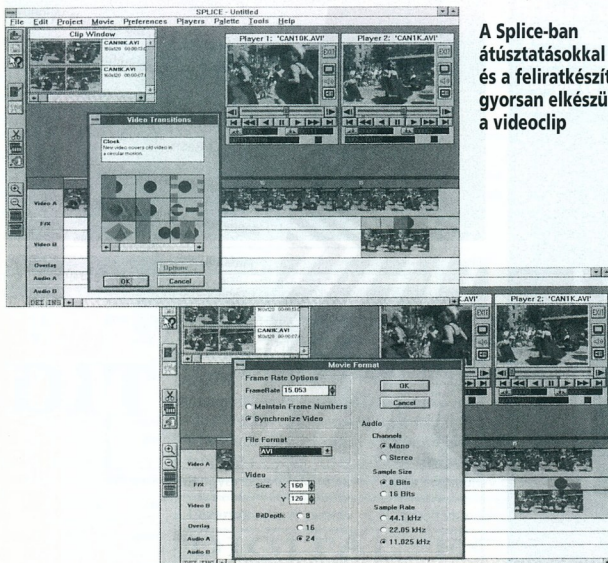 SPLICE - Untitled
File Edit Project Movie Preferences Players Palette Tools Help
Clip Window
CAN10K.AVI
CAN1K.AVI
Player 1: 'CAN10K.AVI'
Player 2: 'CAN1K.AVI'
EXIT
EXIT
Video Transitions
Clock
New video covers old video in
a circular motion.
Options
OK
Cancel
Video A
F/X
Video B
Overlay
Audio A
Audio B
DEL INS
A Splice-ban
átúsztatásokkal
és a feliratkészít
gyorsan elkészü
a videoclip
.AVI'
Player 2: 'CAN1K.AVI'
EXIT
EXIT
CAN1K.AVI
Movie Format
Frame Rate Options
FrameRate 15.053
Maintain Frame Numbers
Synchronize Video
File Format
AVI
Video
Size: X 160
Y 120
BitDepth: 8
16
24
OK
Cancel
Audio
Channels
Mono
Stereo
Sample Size
8 Bits
16 Bits
Sample Rate
44.1 kHz
22.05 kHz
11.025 kHz
Video A
F/X
Video B
Overlay
Audio A
Audio B